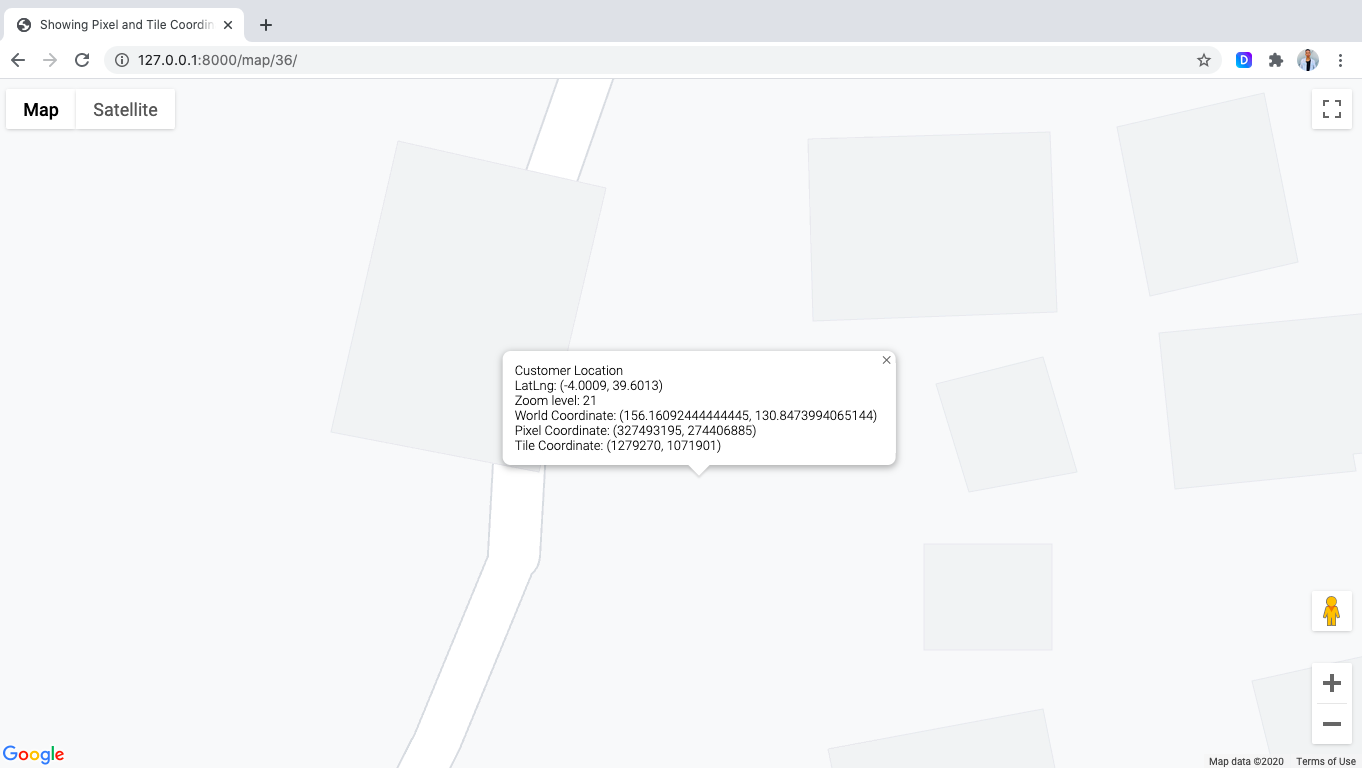 Showing Pixel and Tile Coordin
127.0.0.1:8000/map/36/
D
Map
Satellite
Customer Location
LatLng: (-4.0009, 39.6013)
Zoom level: 21
World Coordinate: (156.16092444444445, 130.8473994065144)
Pixel Coordinate: (327493195, 274406885)
Tile Coordinate: (1279270, 1071901)
Google
Map data ©2020
Terms of Use